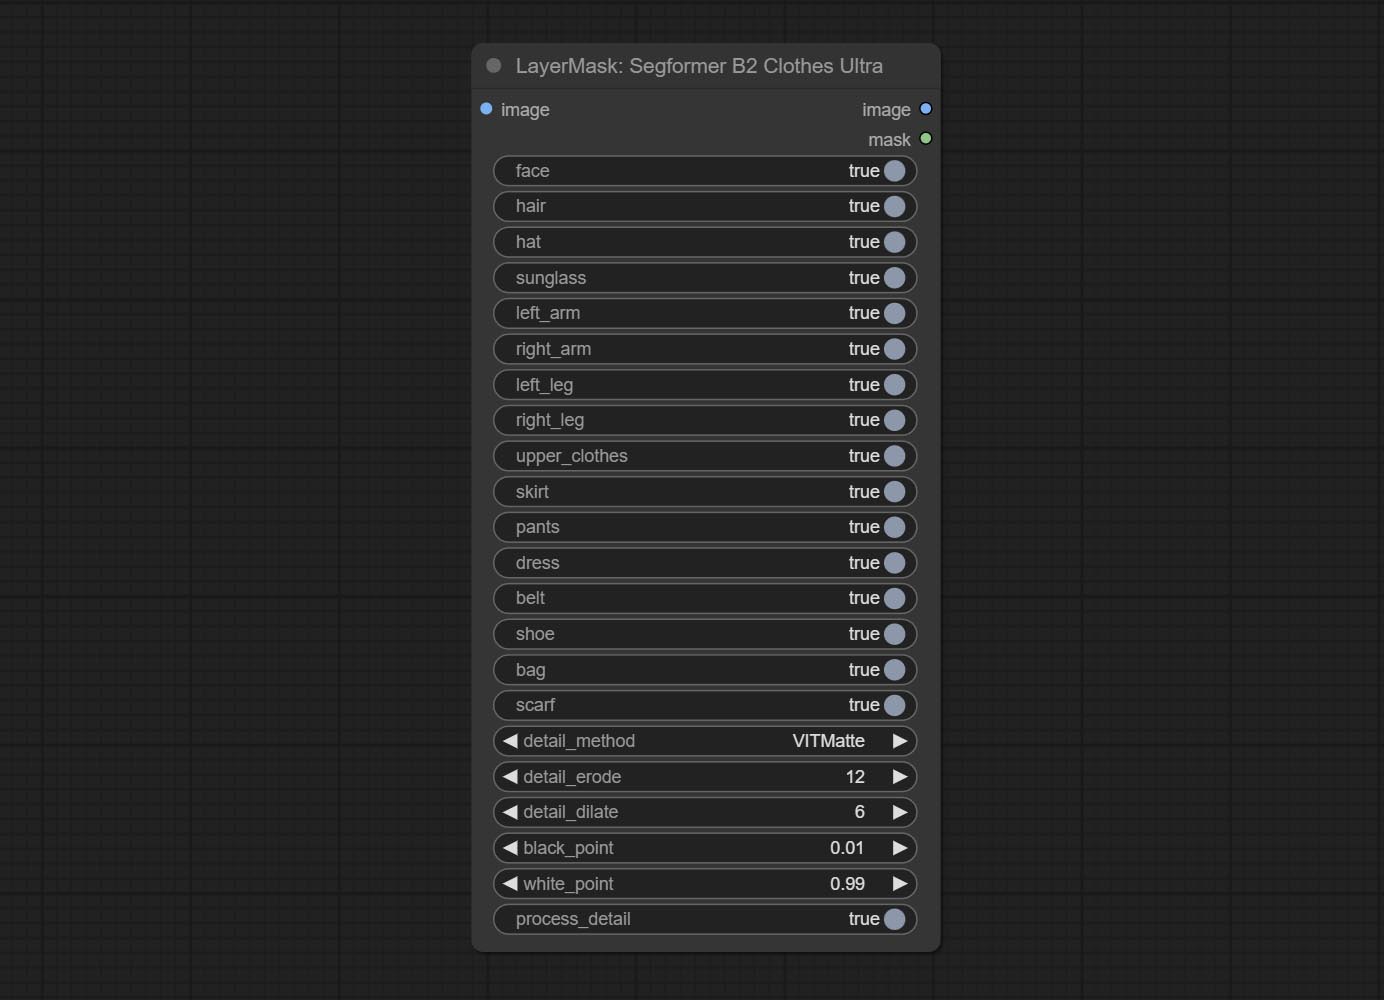 LayerMask: Segformer B2 Clothes Ultra
image image
mask
face true
hair true
hat true
sunglass true
left_arm true
right_arm true
left_leg true
right_leg true
upper_clothes true
skirt true
pants true
dress true
belt true
shoe true
bag true
scarf true
detail_method VITMatte
detail_erode 12
detail_dilate 6
black_point 0.01
white_point 0.99
process_detail true